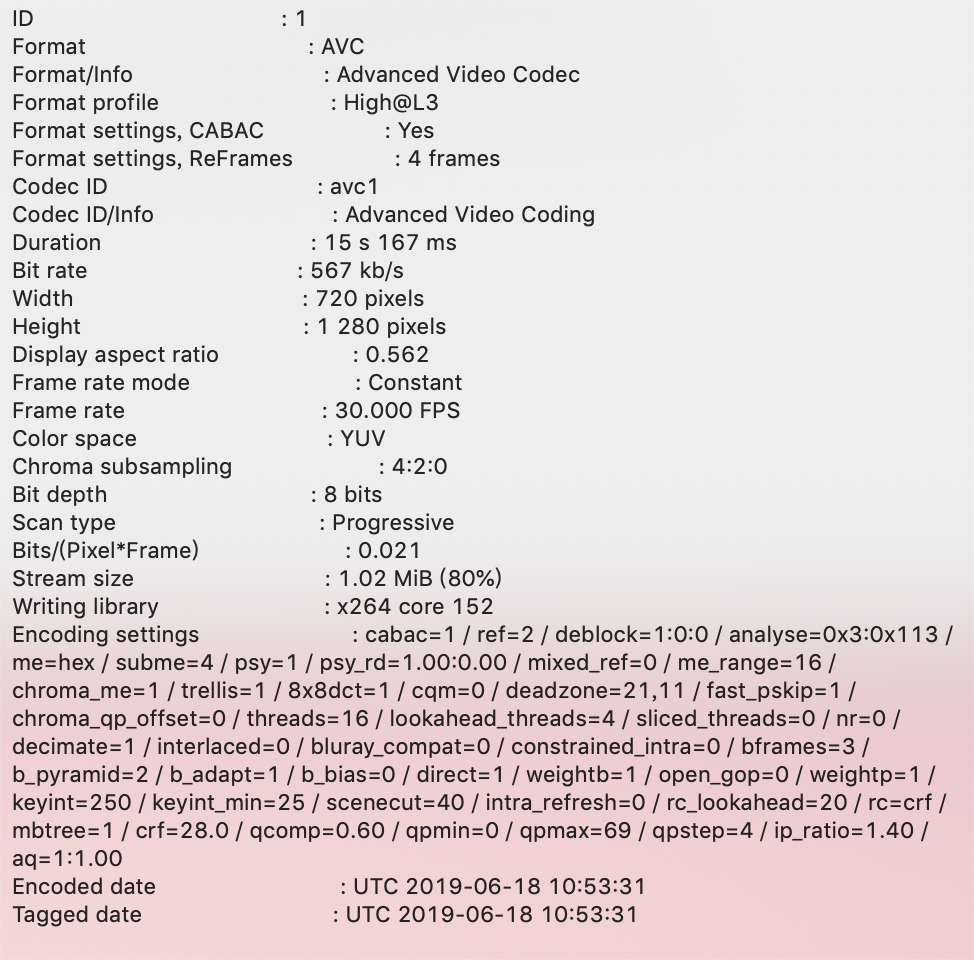 ID : 1
Format : AVC
Format/Info : Advanced Video Codec
Format profile : High@L3
Format settings, CABAC : Yes
Format settings, ReFrames : 4 frames
Codec ID : avc1
Codec ID/Info : Advanced Video Coding
Duration : 15 s 167 ms
Bit rate : 567 kb/s
Width : 720 pixels
Height : 1 280 pixels
Display aspect ratio : 0.562
Frame rate mode : Constant
Frame rate : 30.000 FPS
Color space : YUV
Chroma subsampling : 4:2:0
Bit depth : 8 bits
Scan type : Progressive
Bits/(Pixel*Frame) : 0.021
Stream size : 1.02 MiB (80%)
Writing library : x264 core 152
Encoding settings : cabac=1 / ref=2 / deblock=1:0:0 / analyse=0x3:0x113 /
me=hex / subme=4 / psy=1 / psy_rd=1.00:0.00 / mixed_ref=0 / me_range=16 /
chroma_me=1 / trellis=1 / 8x8dct=1 / cqm=0 / deadzone=21,11 / fast_pskip=1 /
chroma_qp_offset=0 / threads=16 / lookahead_threads=4 / sliced_threads=0 / nr=0 /
decimate=1 / interlaced=0 / bluray_compat=0 / constrained_intra=0 / bframes=3 /
b_pyramid=2 / b_adapt=1 / b_bias=0 / direct=1 / weightb=1 / open_gop=0 / weightp=1 /
keyint=250 / keyint_min=25 / scenecut=40 / intra_refresh=0 / rc_lookahead=20 / rc=crf /
mbtree=1 / crf=28.0 / qcomp=0.60 / qpmin=0 / qpmax=69 / qpstep=4 / ip_ratio=1.40 /
aq=1:1.00
Encoded date : UTC 2019-06-18 10:53:31
Tagged date : UTC 2019-06-18 10:53:31